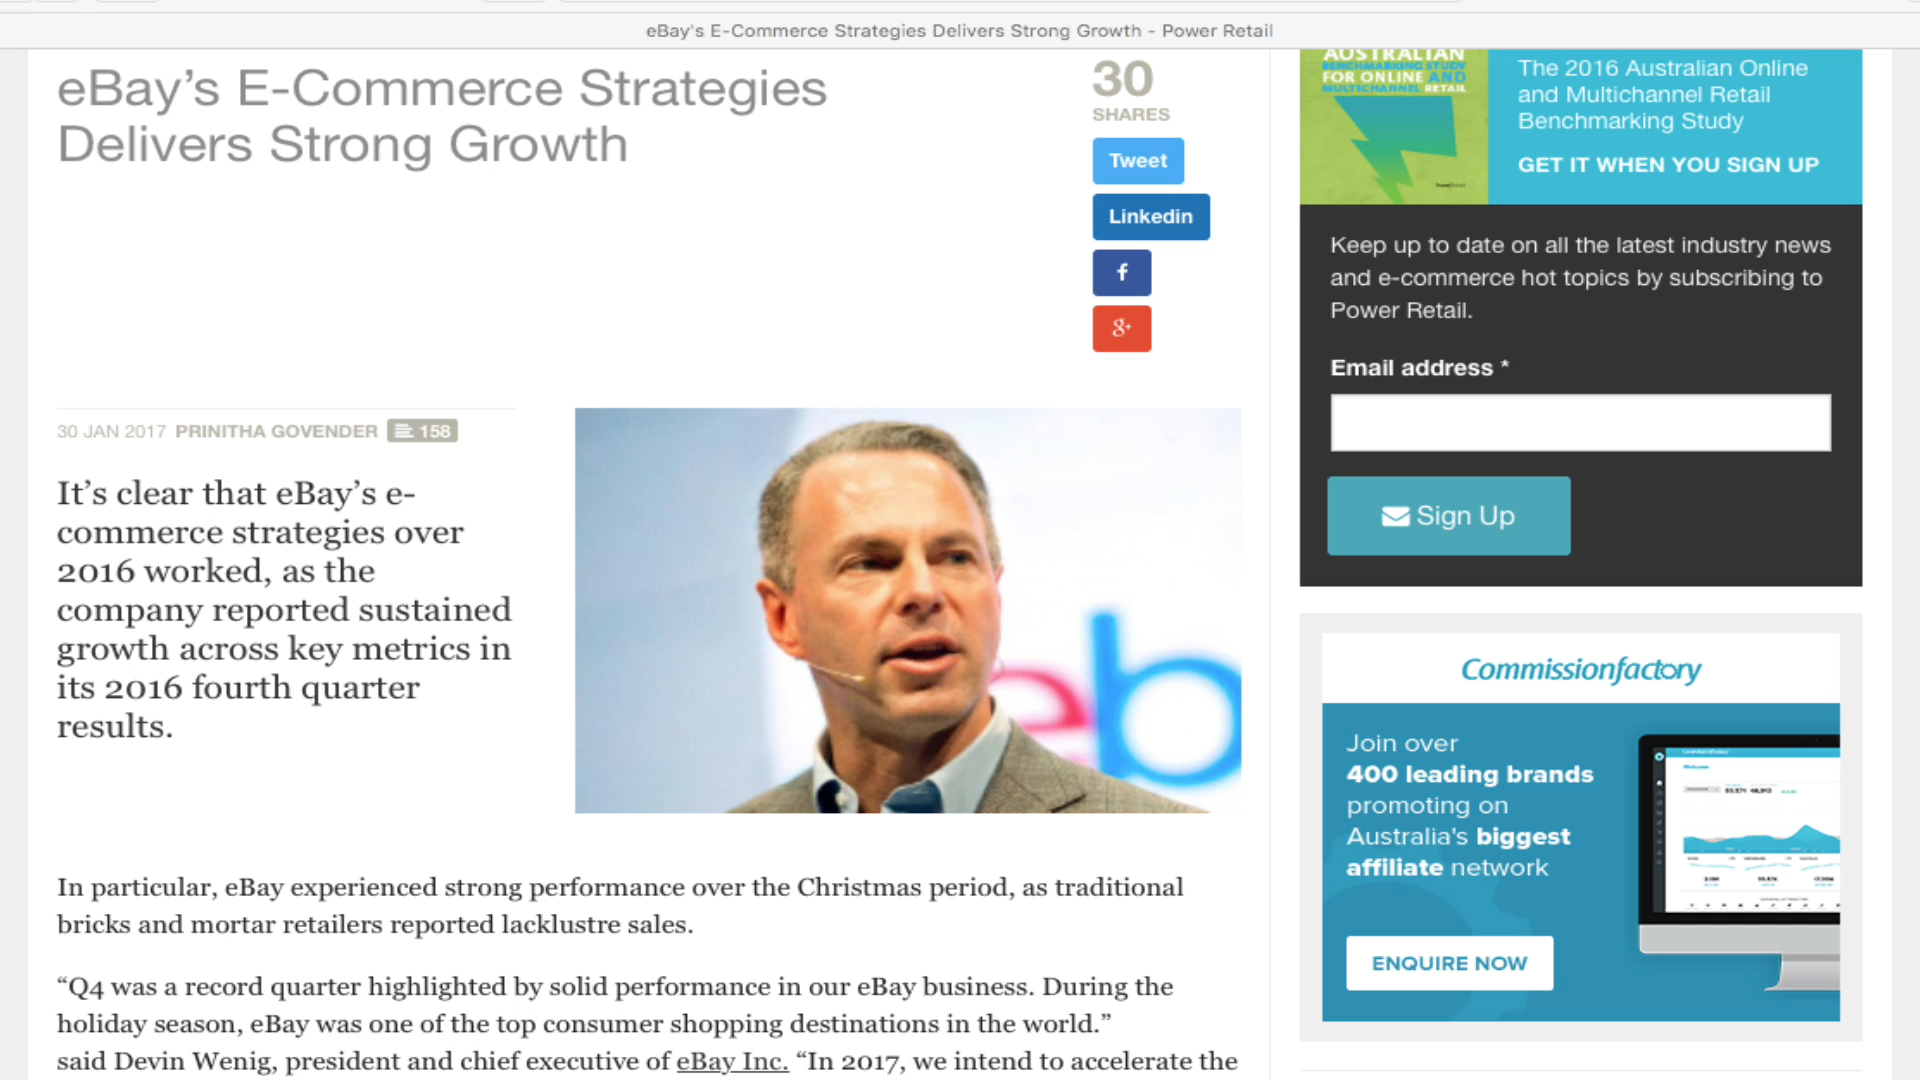 eBay's E-Commerce Strategies Delivers Strong Growth - Power Retail
eBay’s E-Commerce Strategies
Delivers Strong Growth
30
SHARES
Tweet
Linkedin
f
g+
30 JAN 2017 PRINITHA GOVENDER 158
It’s clear that eBay’s e-
commerce strategies over
2016 worked, as the
company reported sustained
growth across key metrics in
its 2016 fourth quarter
results.
eb
In particular, eBay experienced strong performance over the Christmas period, as traditional
bricks and mortar retailers reported lacklustre sales.
“Q4 was a record quarter highlighted by solid performance in our eBay business. During the
holiday season, eBay was one of the top consumer shopping destinations in the world.”
said Devin Wenig, president and chief executive of eBay Inc. “In 2017, we intend to accelerate the
AUSTRALIAN
BENCHMARKING STUDY
FOR ONLINE AND
MULTICHANNEL RETAIL
The 2016 Australian Online
and Multichannel Retail
Benchmarking Study
GET IT WHEN YOU SIGN UP
Keep up to date on all the latest industry news
and e-commerce hot topics by subscribing to
Power Retail.
Email address *
Sign Up
Commissionfactory
Join over
400 leading brands
promoting on
Australia's biggest
affiliate network
ENQUIRE NOW